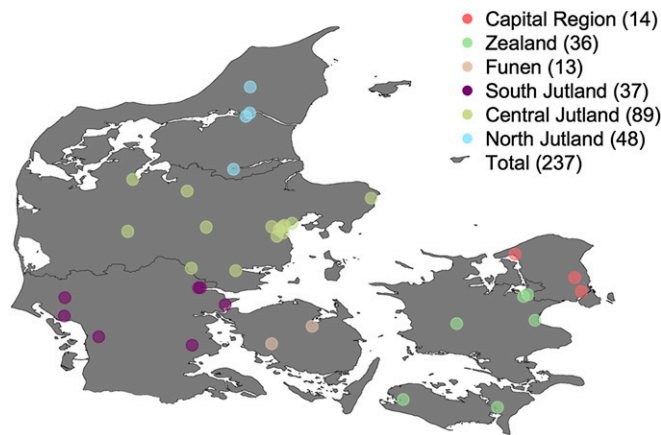 Capital Region (14)
Zealand (36)
Funen (13)
South Jutland (37)
Central Jutland (89)
North Jutland (48)
Total (237)